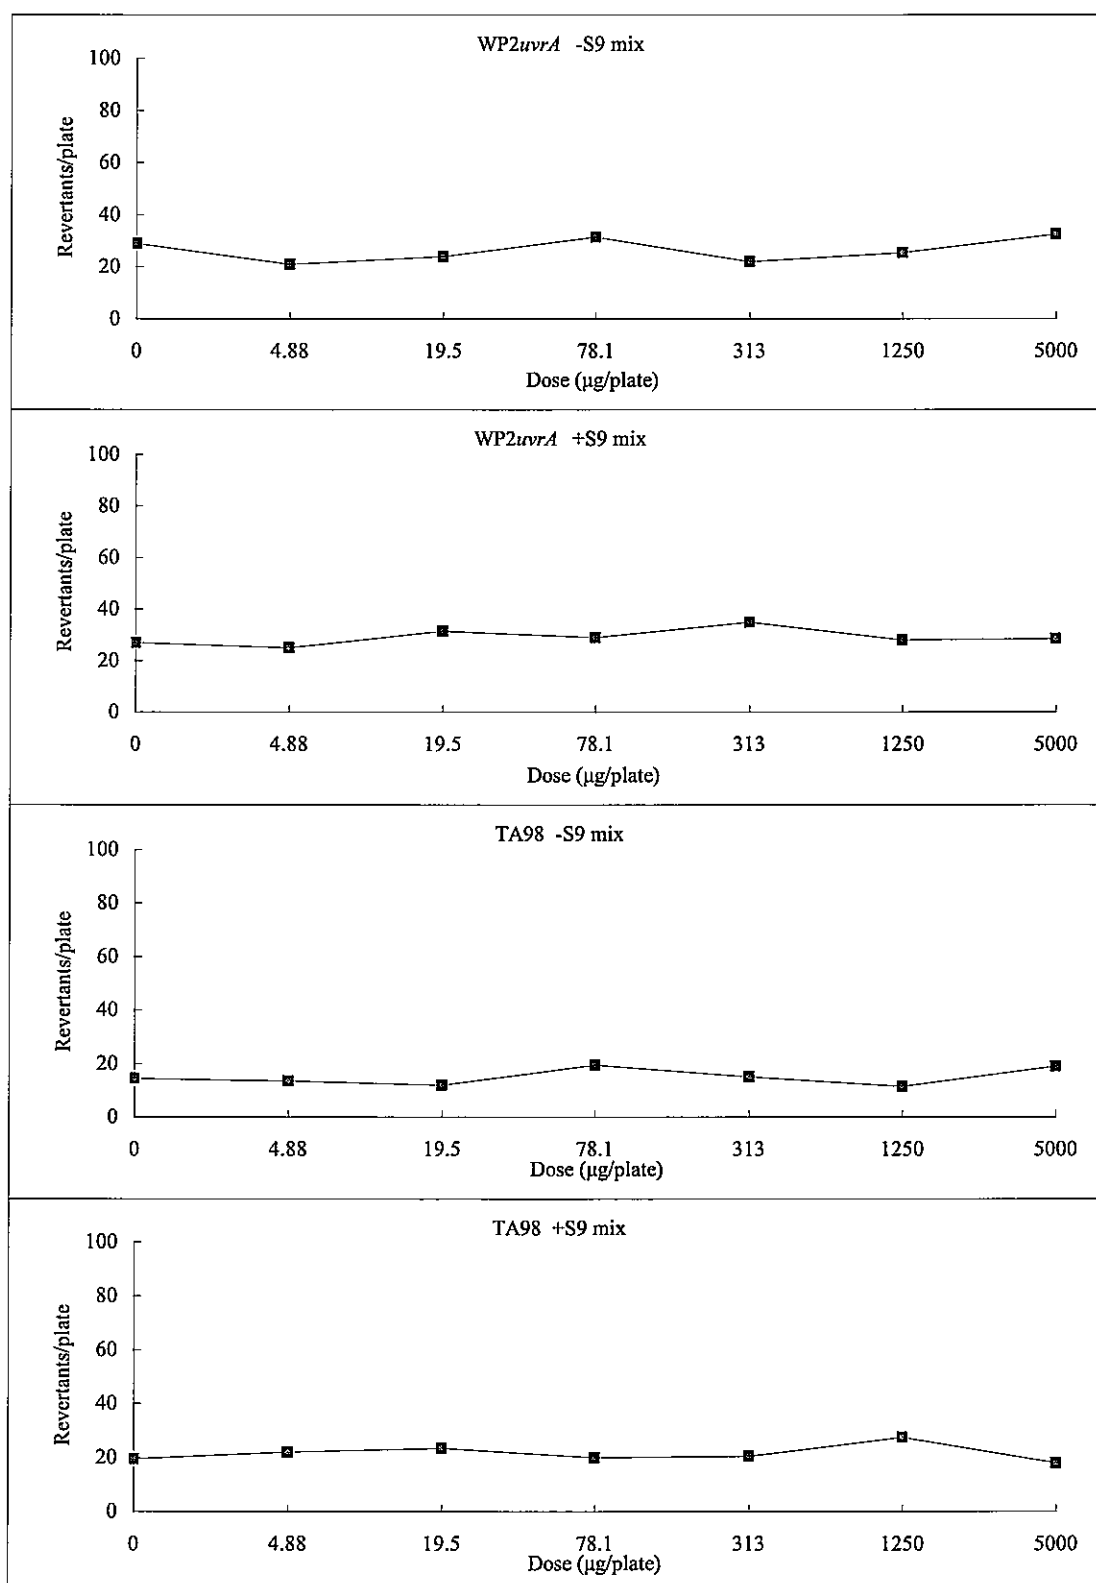 WP2uvrA -S9 mix
100
80
60
40
20
0
Revertants/plate
0 4.88 19.5 78.1 313 1250 5000
Dose (µg/plate)
WP2uvrA +S9 mix
100
80
60
40
20
0
Revertants/plate
0 4.88 19.5 78.1 313 1250 5000
Dose (µg/plate)
TA98 -S9 mix
100
80
60
40
20
0
Revertants/plate
0 4.88 19.5 78.1 313 1250 5000
Dose (µg/plate)
TA98 +S9 mix
100
80
60
40
20
0
Revertants/plate
0 4.88 19.5 78.1 313 1250 5000
Dose (µg/plate)